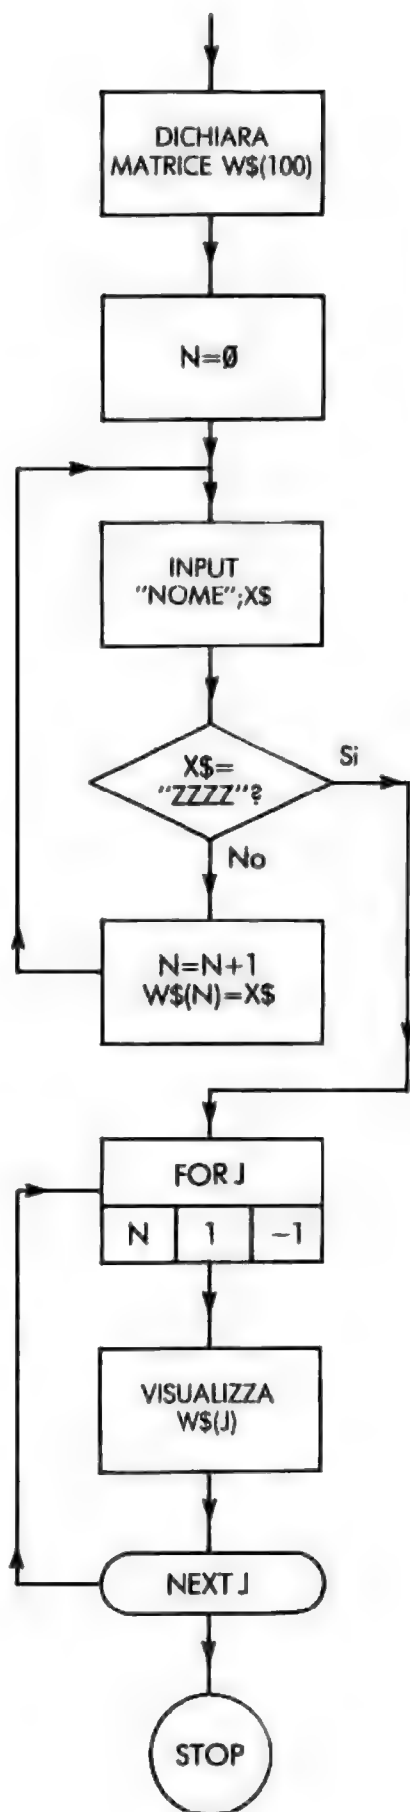 DICHIARA
MATRICE W$(100)
N=Ø
INPUT
"NOME";X$
X$=
"ZZZZ"?
Si
No
N=N+1
W$(N)=X$
FOR J
N 1 -1
VISUALIZZA
W$(J)
NEXT J
STOP